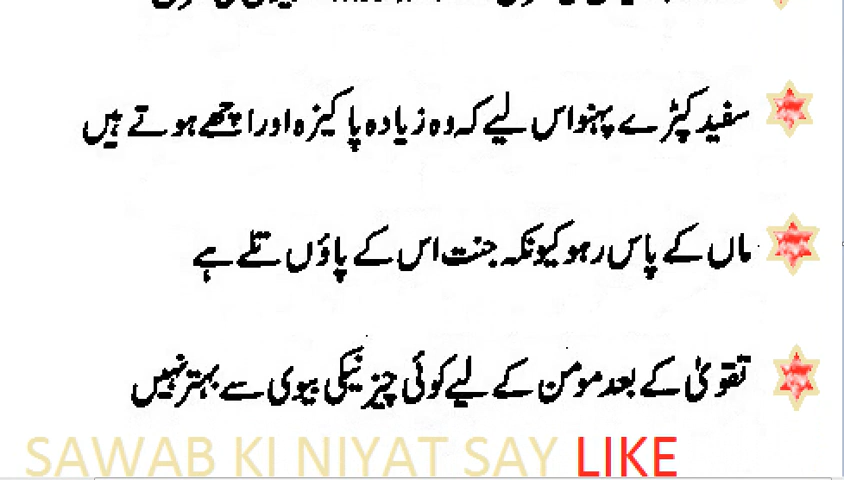 سفید کپڑے پہنو اس لیے کہ وہ زیادہ پاکیزہ اور اچھے ہوتے ہیں
ماں کے پاس رہو کیونکہ جنت اس کے پاؤں تلے ہے
تقویٰ کے بعد مومن کے لیے کوئی چیز نیکی بیوی سے بہتر نہیں
SAWAB KI NIYAT SAY LIKE